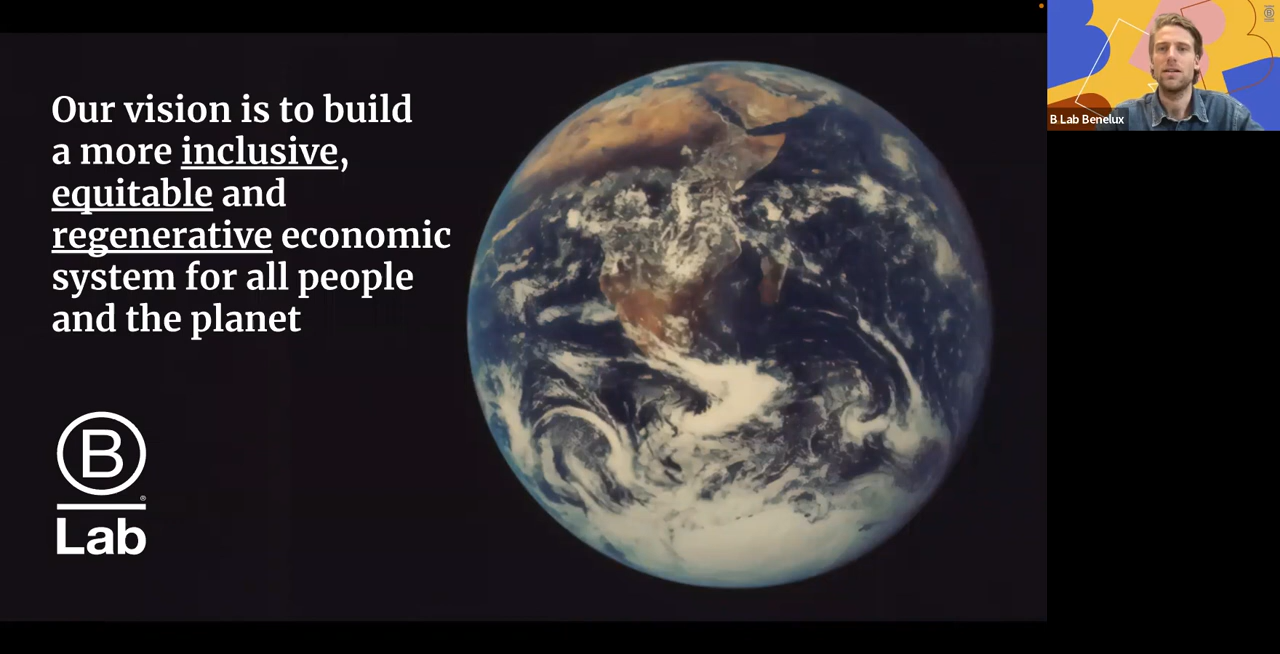 Our vision is to build
a more inclusive,
equitable and
regenerative economic
system for all people
and the planet
B
®
Lab
B Lab Benelux
B